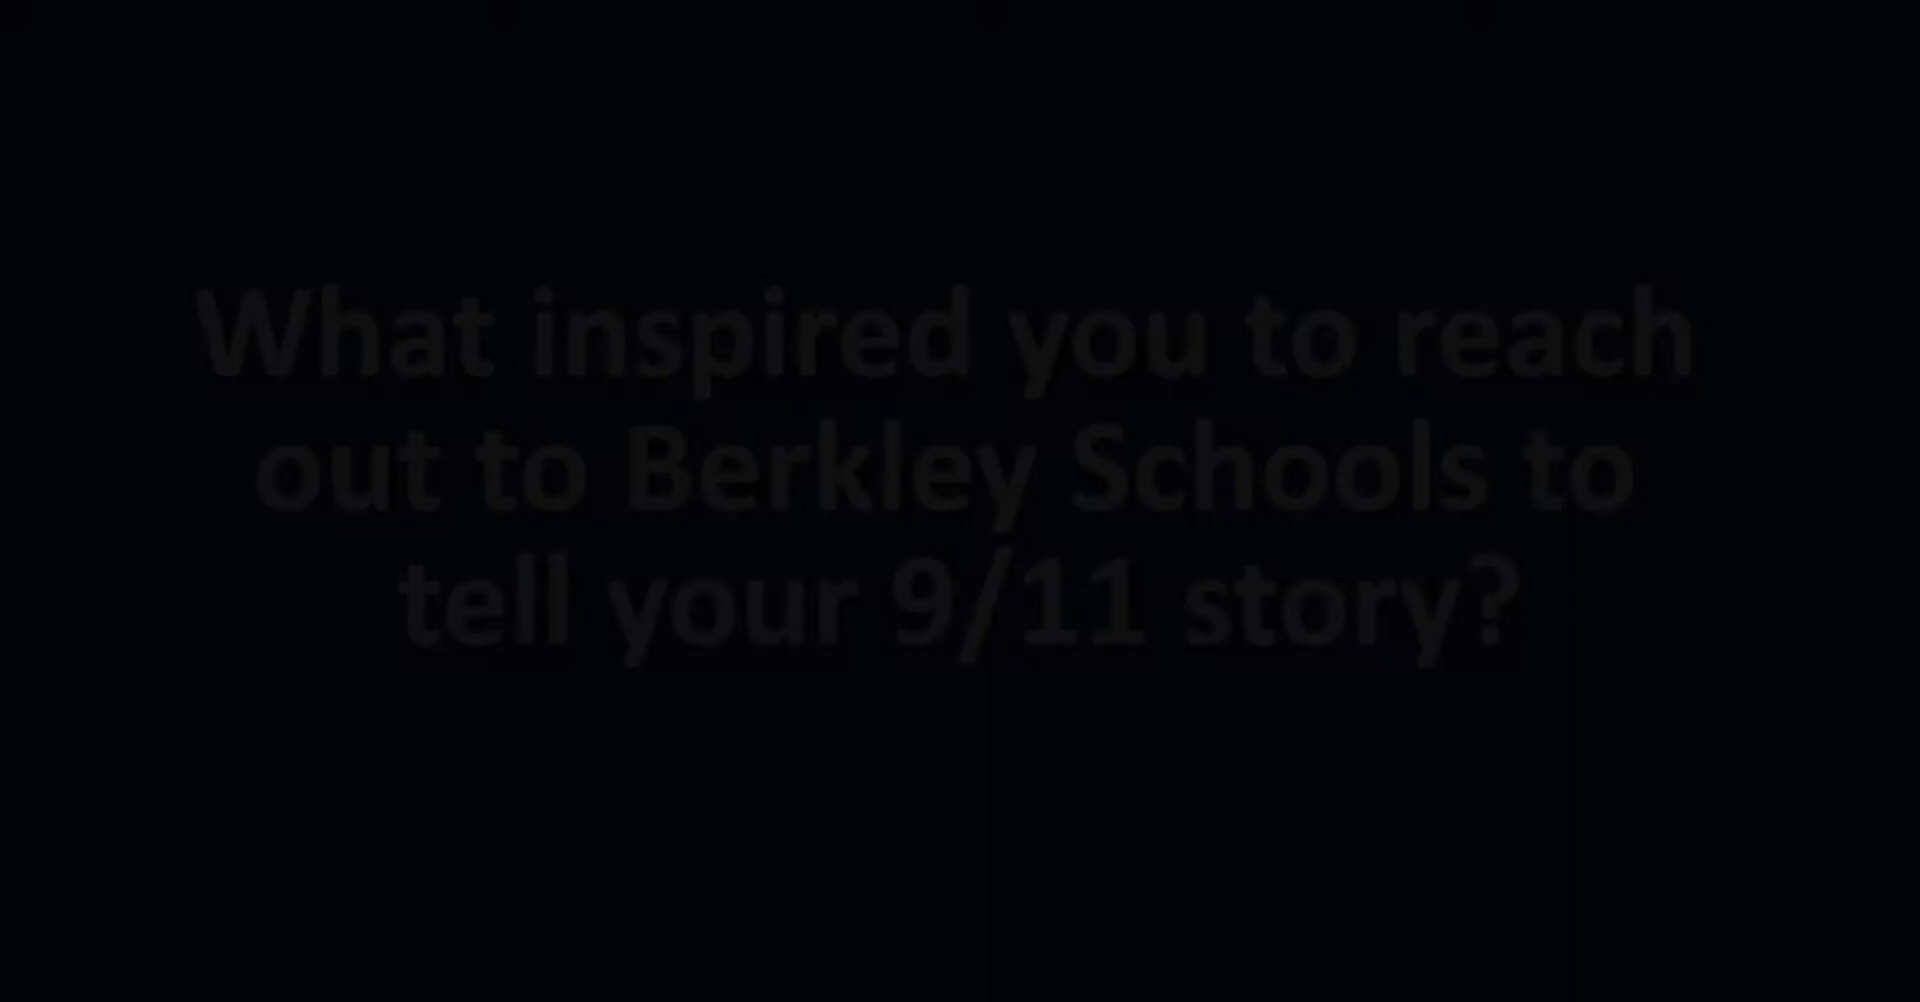 What inspired you to reach
out to Berkley Schools to
tell your 9/11 story?